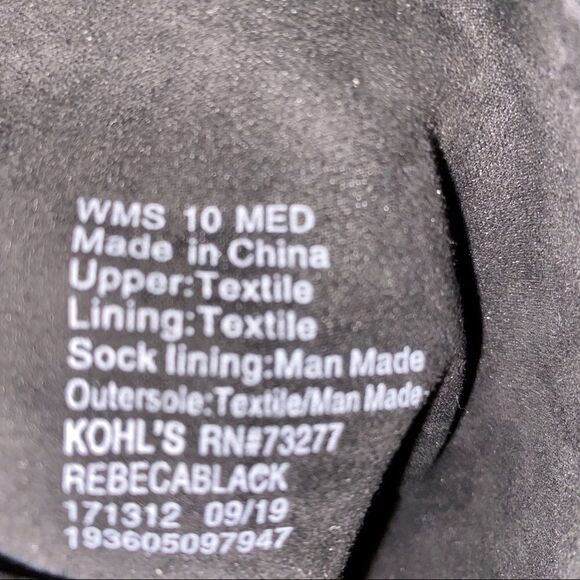 WMS 10 MED
Made in China
Upper:Textile
Lining:Textile
Sock lining:Man Made
Outersole:Textile/Man Made
KOHL'S RN#73277
REBECABLACK
171312 09/19
193605097947